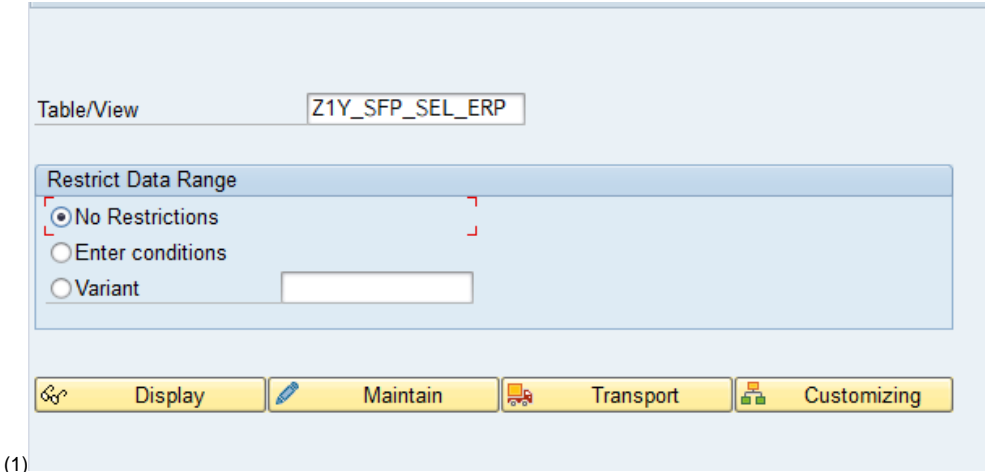 Table/View Z1Y_SFP_SEL_ERP
Restrict Data Range
No Restrictions
Enter conditions
Variant
Display Maintain Transport Customizing
(1)